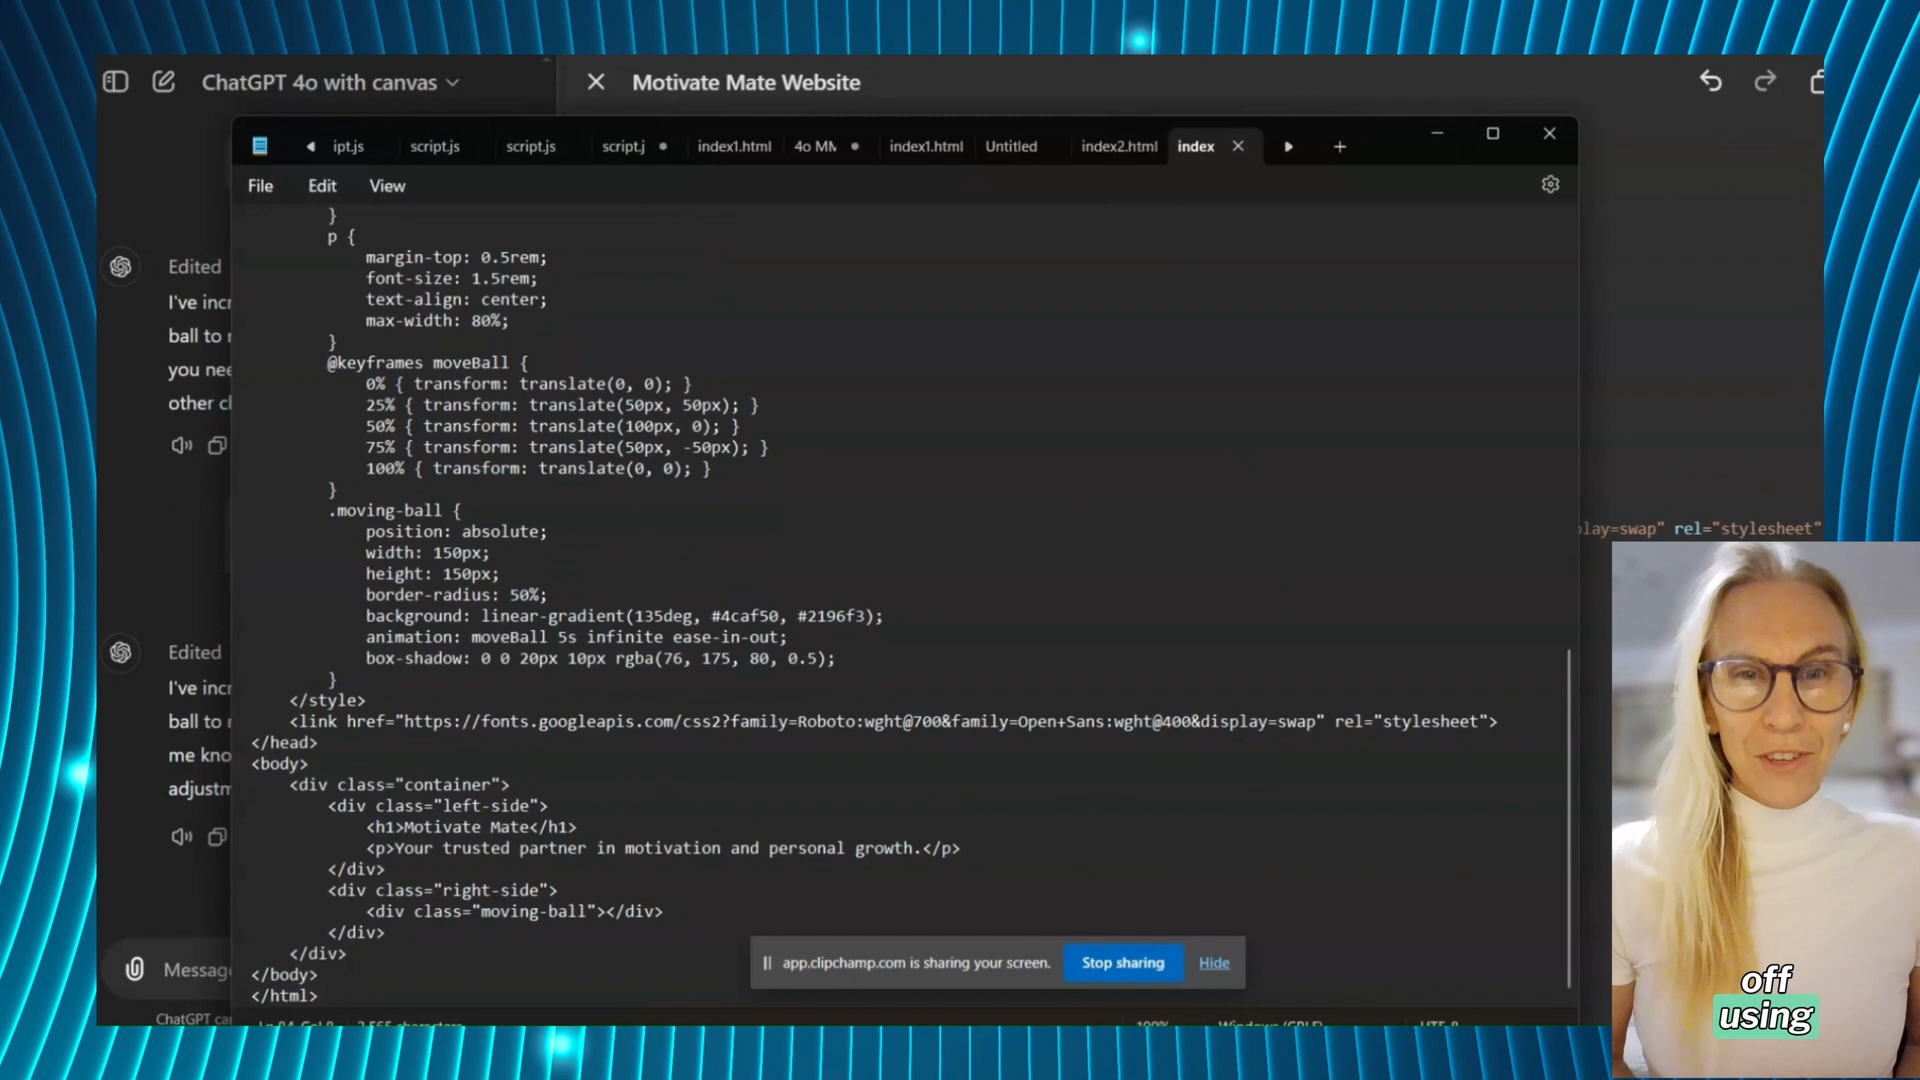 ChatGPT 4o with canvas
Motivate Mate Website
ipt.js script.js script.js script.j index1.html 4o MM index1.html Untitled index2.html index
File Edit View
}
p {
margin-top: 0.5rem;
font-size: 1.5rem;
text-align: center;
max-width: 80%;
}
@keyframes moveBall {
0% { transform: translate(0, 0); }
25% { transform: translate(50px, 50px); }
50% { transform: translate(100px, 0); }
75% { transform: translate(50px, -50px); }
100% { transform: translate(0, 0); }
}
.moving-ball {
position: absolute;
width: 150px;
height: 150px;
border-radius: 50%;
background: linear-gradient(135deg, #4caf50, #2196f3);
animation: moveBall 5s infinite ease-in-out;
box-shadow: 0 0 20px 10px rgba(76, 175, 80, 0.5);
}
</style>
<link href="https://fonts.googleapis.com/css2?family=Roboto:wght@700&family=Open+Sans:wght@400&display=swap" rel="stylesheet">
</head>
<body>
<div class="container">
<div class="left-side">
<h1>Motivate Mate</h1>
<p>Your trusted partner in motivation and personal growth.</p>
</div>
<div class="right-side">
<div class="moving-ball"></div>
</div>
</div>
</body>
</html>
Edited
I've incr
ball to
you nee
other cl
Edited
I've incr
ball to
me kno
adjustm
Messag
ChatGPT ca
play=swap" rel="stylesheet"
app.clipchamp.com is sharing your screen. Stop sharing Hide
off
using